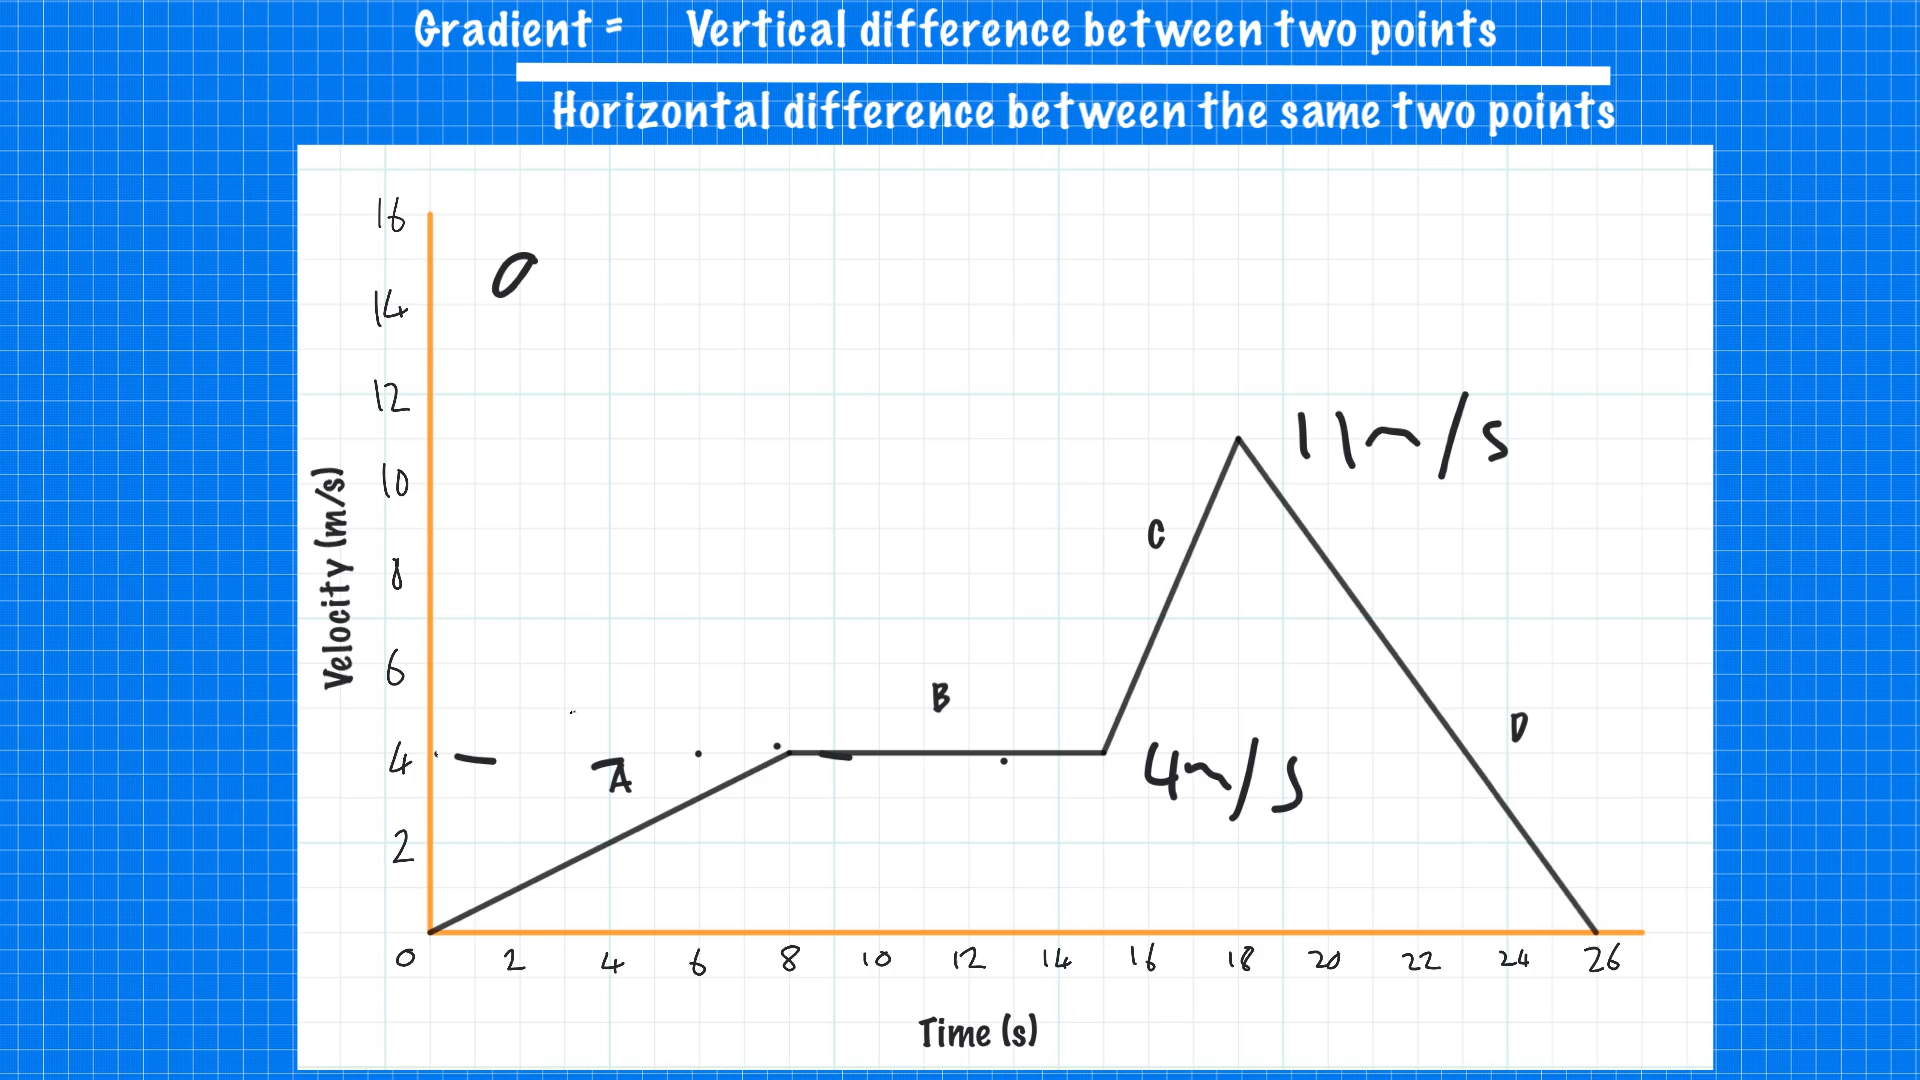 Gradient = Vertical difference between two points
Horizontal difference between the same two points
16
0
14
12
11m/s
10
C
8
6
B
D
4
A
4m/s
2
0 2 4 6 8 10 12 14 16 18 20 22 24 26
Velocity (m/s)
Time (s)